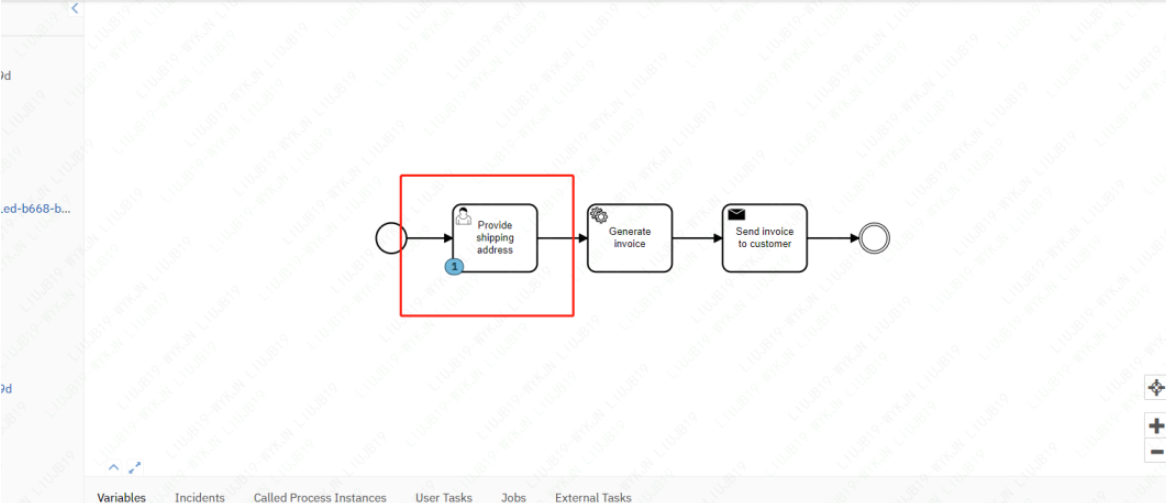 9d
.ed-b668-b...
9d
Provide
shipping
address
1
Generate
invoice
Send invoice
to customer
Variables Incidents Called Process Instances User Tasks Jobs External Tasks